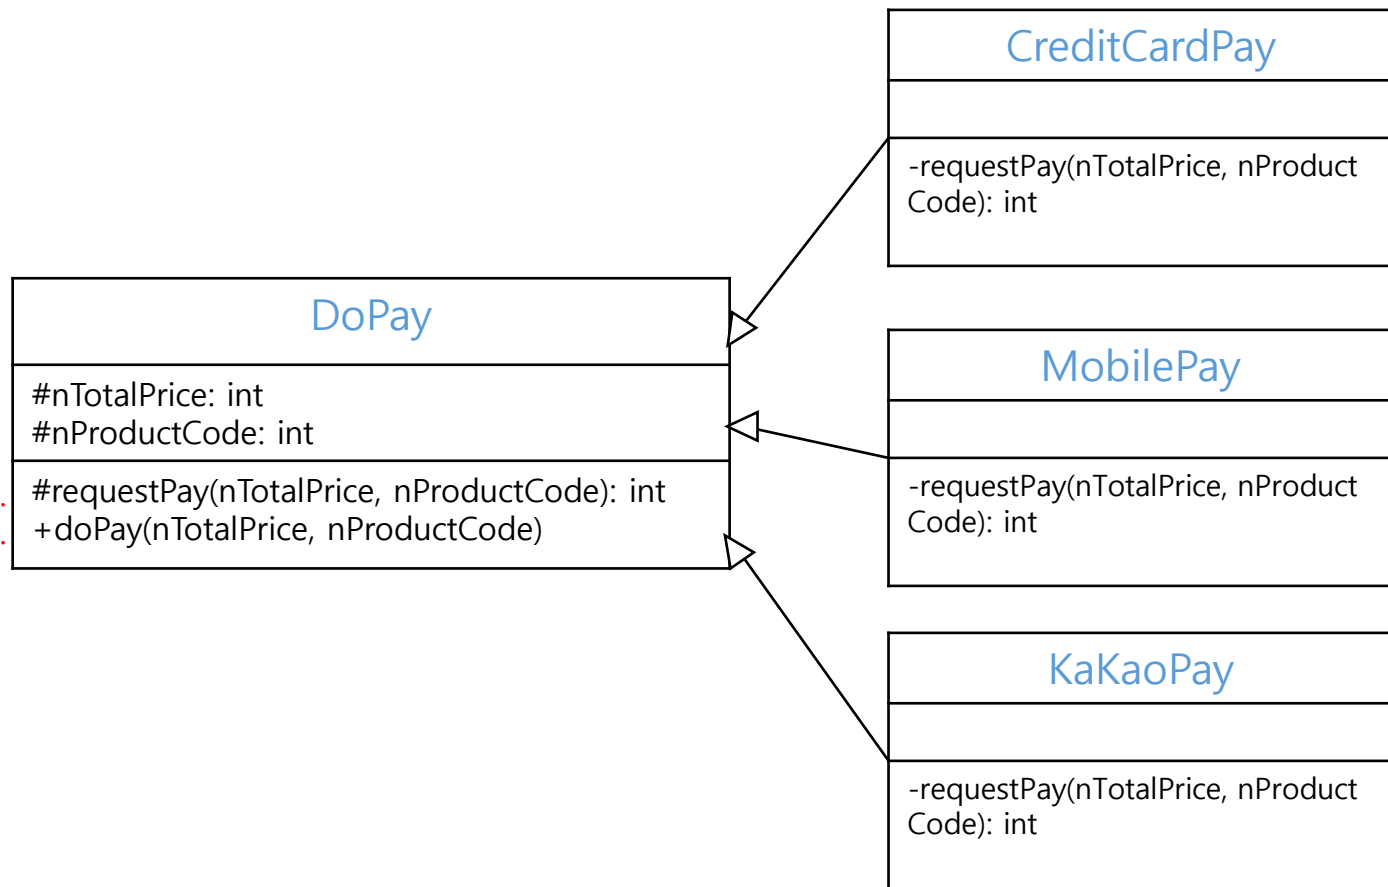 DoPay
#nTotalPrice: int
#nProductCode: int
#requestPay(nTotalPrice, nProductCode): int
+doPay(nTotalPrice, nProductCode)
CreditCardPay
-requestPay(nTotalPrice, nProduct
Code): int
MobilePay
-requestPay(nTotalPrice, nProduct
Code): int
KaKaoPay
-requestPay(nTotalPrice, nProduct
Code): int